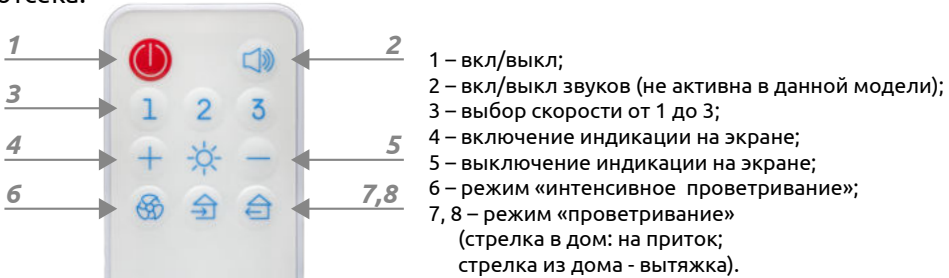 1
2
3
4
5
6
7,8
1 2 3
1 – вкл/выкл;
2 – вкл/выкл звуков (не активна в данной модели);
3 – выбор скорости от 1 до 3;
4 – включение индикации на экране;
5 – выключение индикации на экране;
6 – режим «интенсивное проветривание»;
7, 8 – режим «проветривание»
(стрелка в дом: на приток;
стрелка из дома - вытяжка).